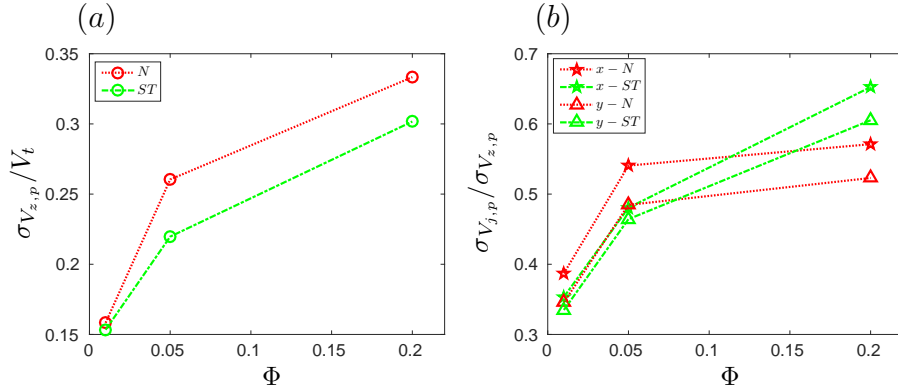 (a)
σ_{V_{z,p}}/V_t
0.35
0.3
0.25
0.2
0.15
N
ST
0
0.05
0.1
0.15
0.2
Φ
(b)
σ_{V_{j,p}}/σ_{V_{z,p}}
0.7
0.6
0.5
0.4
0.3
x − N
x − ST
y − N
y − ST
0
0.05
0.1
0.15
0.2
Φ